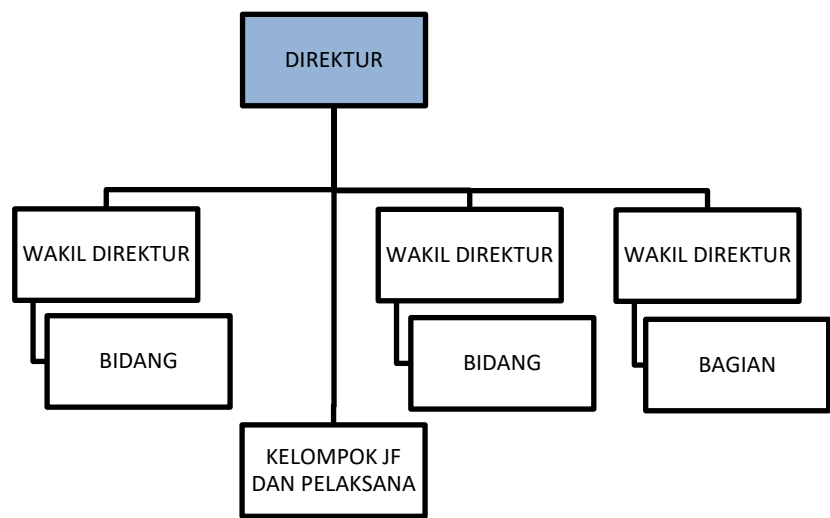 DIREKTUR
WAKIL DIREKTUR
WAKIL DIREKTUR
WAKIL DIREKTUR
BIDANG
BIDANG
BAGIAN
KELOMPOK JF
DAN PELAKSANA